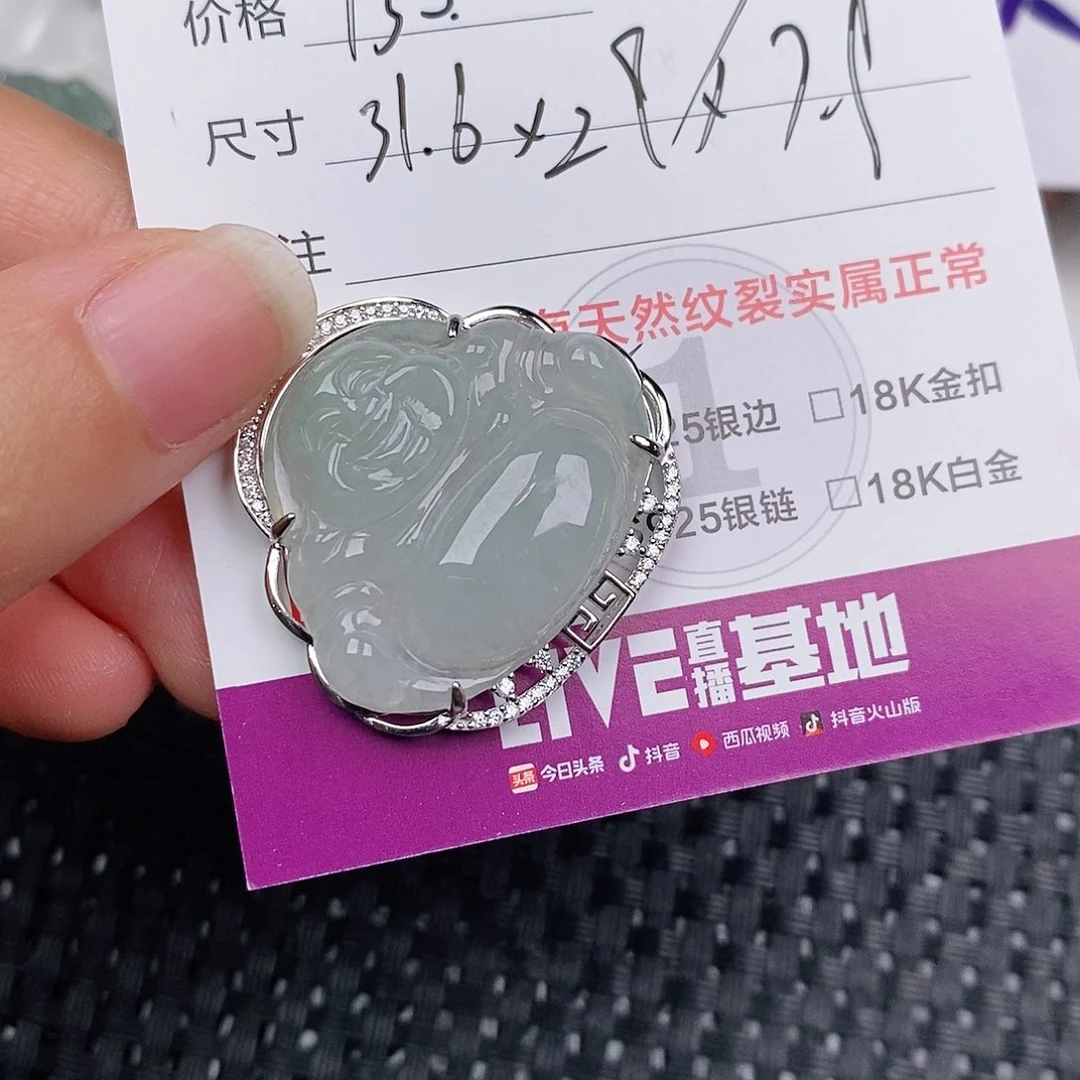 价格
尺寸 31.6×28×7.5
注
天然纹裂实属正常
25银边 □18K金扣
925银链 ☑18K白金
LIVE直播基地
头条 今日头条 抖音 西瓜视频 抖音火山版